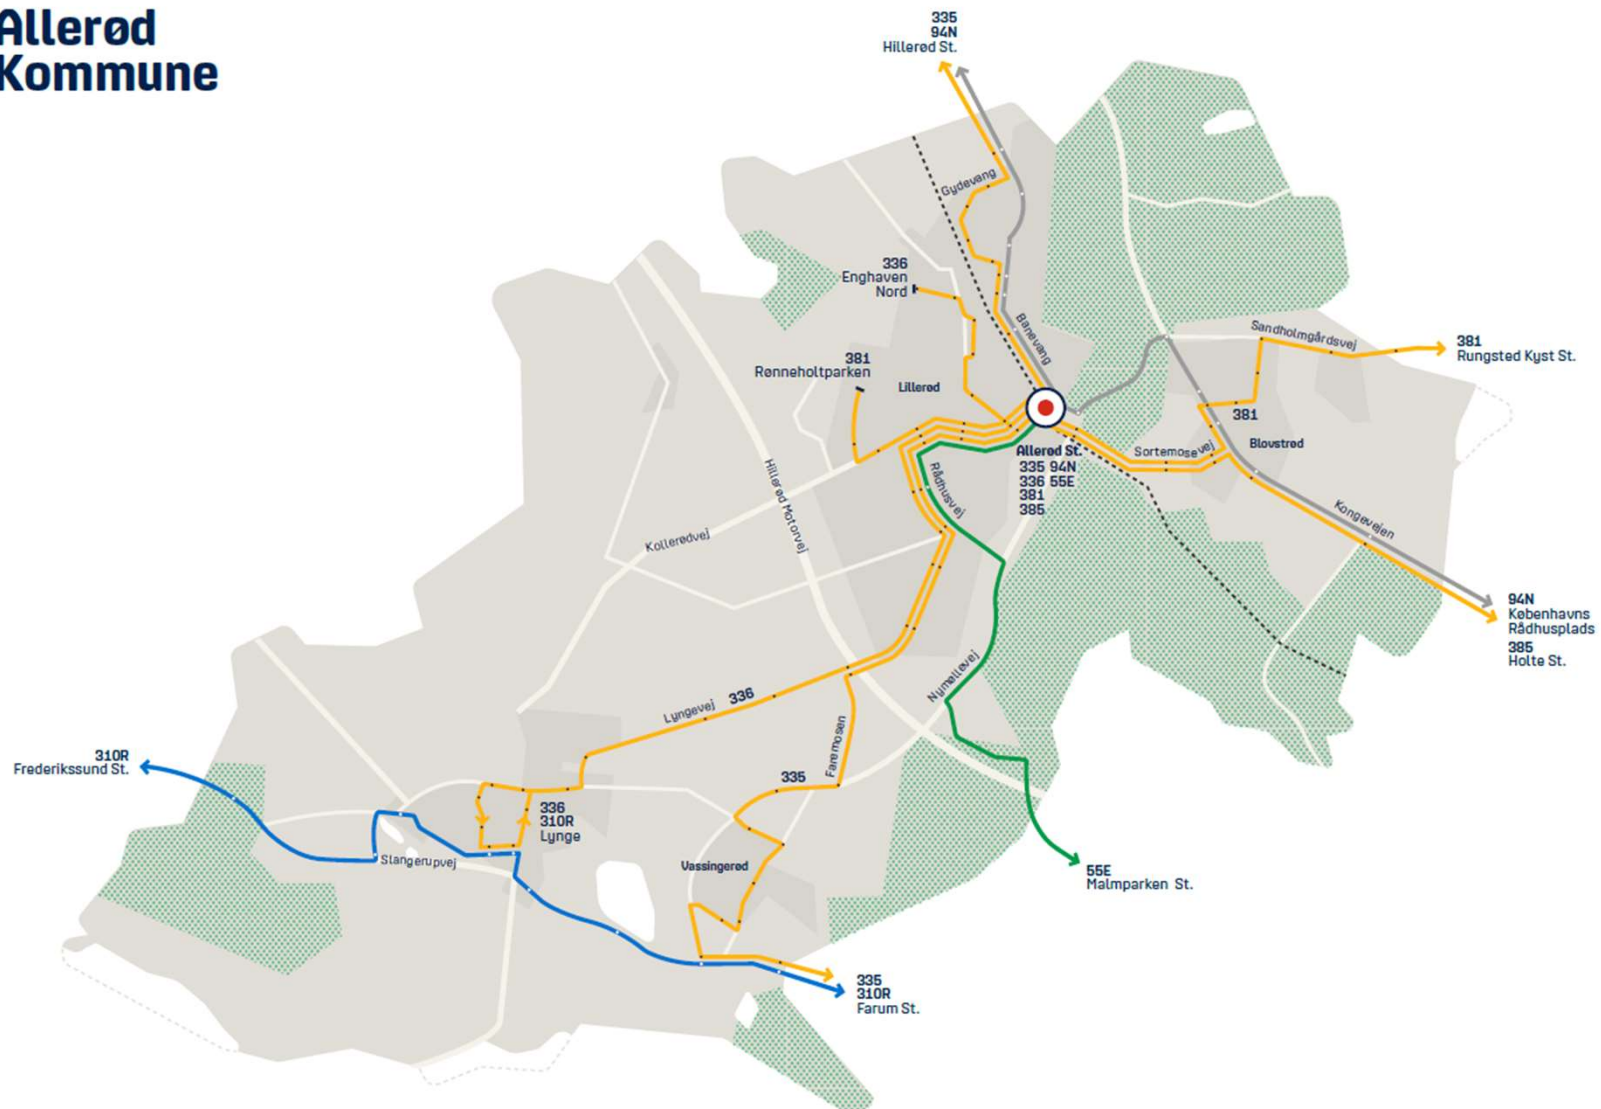 Allerød
Kommune
335
94N
Hillerød St.
Gydevang
336
Enghaven
Nord
Banevang
Sandholmgårdsvej
381
Rungsted Kyst St.
381
Rønneholtparken
Lillerød
381
Blovstrød
Sortemosevej
Allerød St.
335 94N
336 55E
381
385
Rådhusvej
Hillerød Motorvej
Kollerødvej
Kongevejen
94N
Københavns
Rådhusplads
385
Holte St.
Nymøllevej
Lyngevej
336
Faremosen
310R
Frederikssund St.
335
336
310R
Lynge
Slangerupvej
Vassingerød
55E
Malmparken St.
335
310R
Farum St.